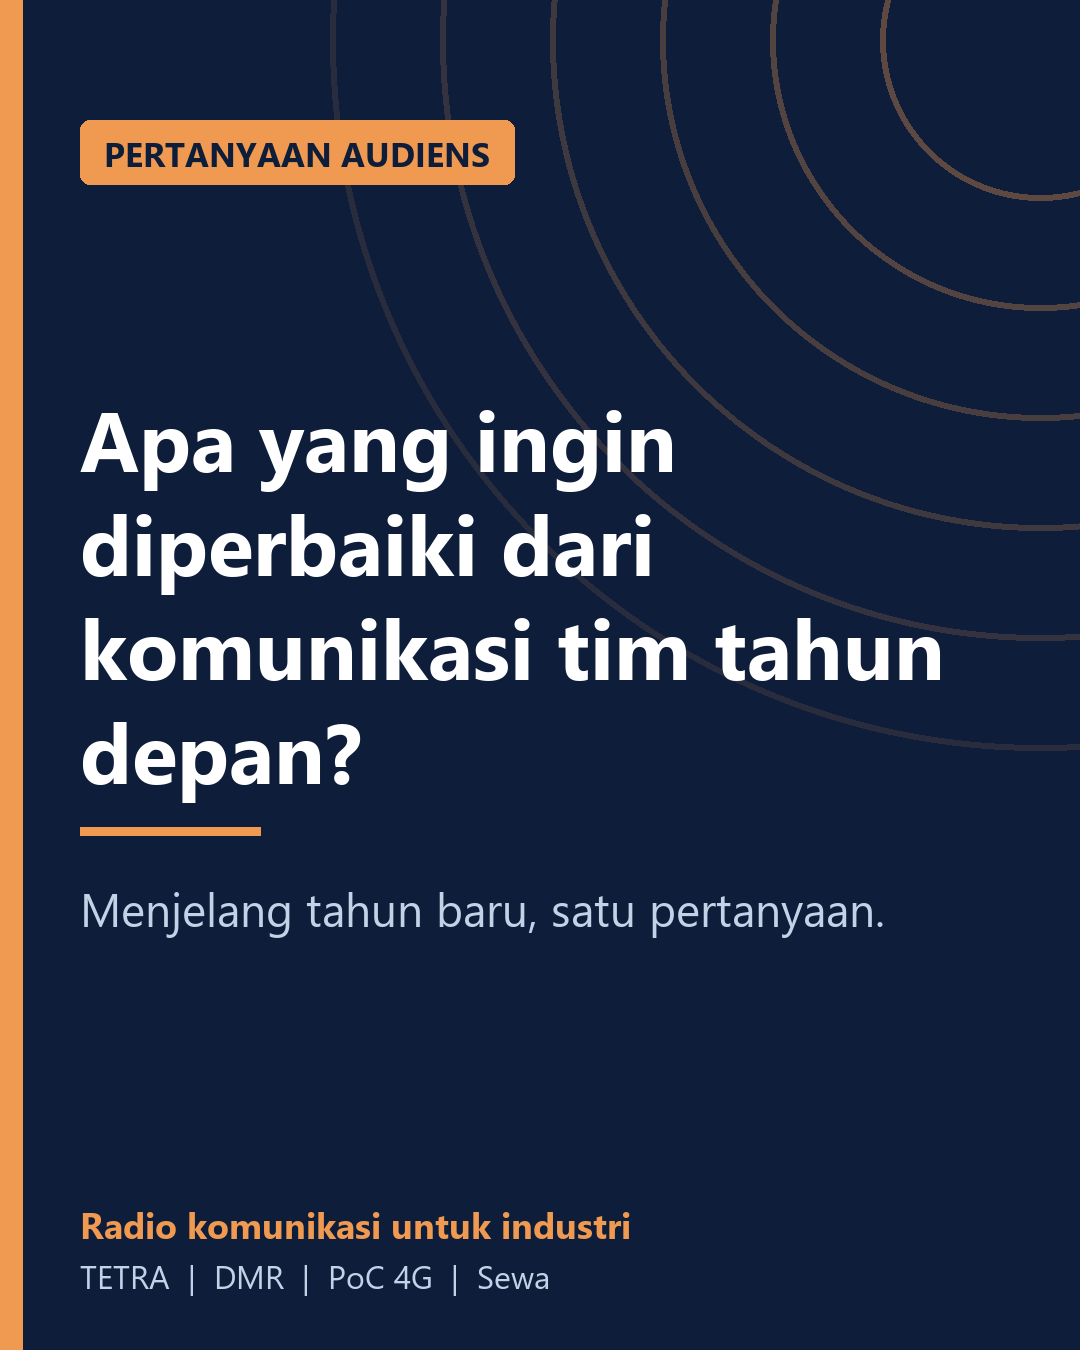 PERTANYAAN AUDIENS
Apa yang ingin
diperbaiki dari
komunikasi tim tahun
depan?
Menjelang tahun baru, satu pertanyaan.
Radio komunikasi untuk industri
TETRA | DMR | PoC 4G | Sewa